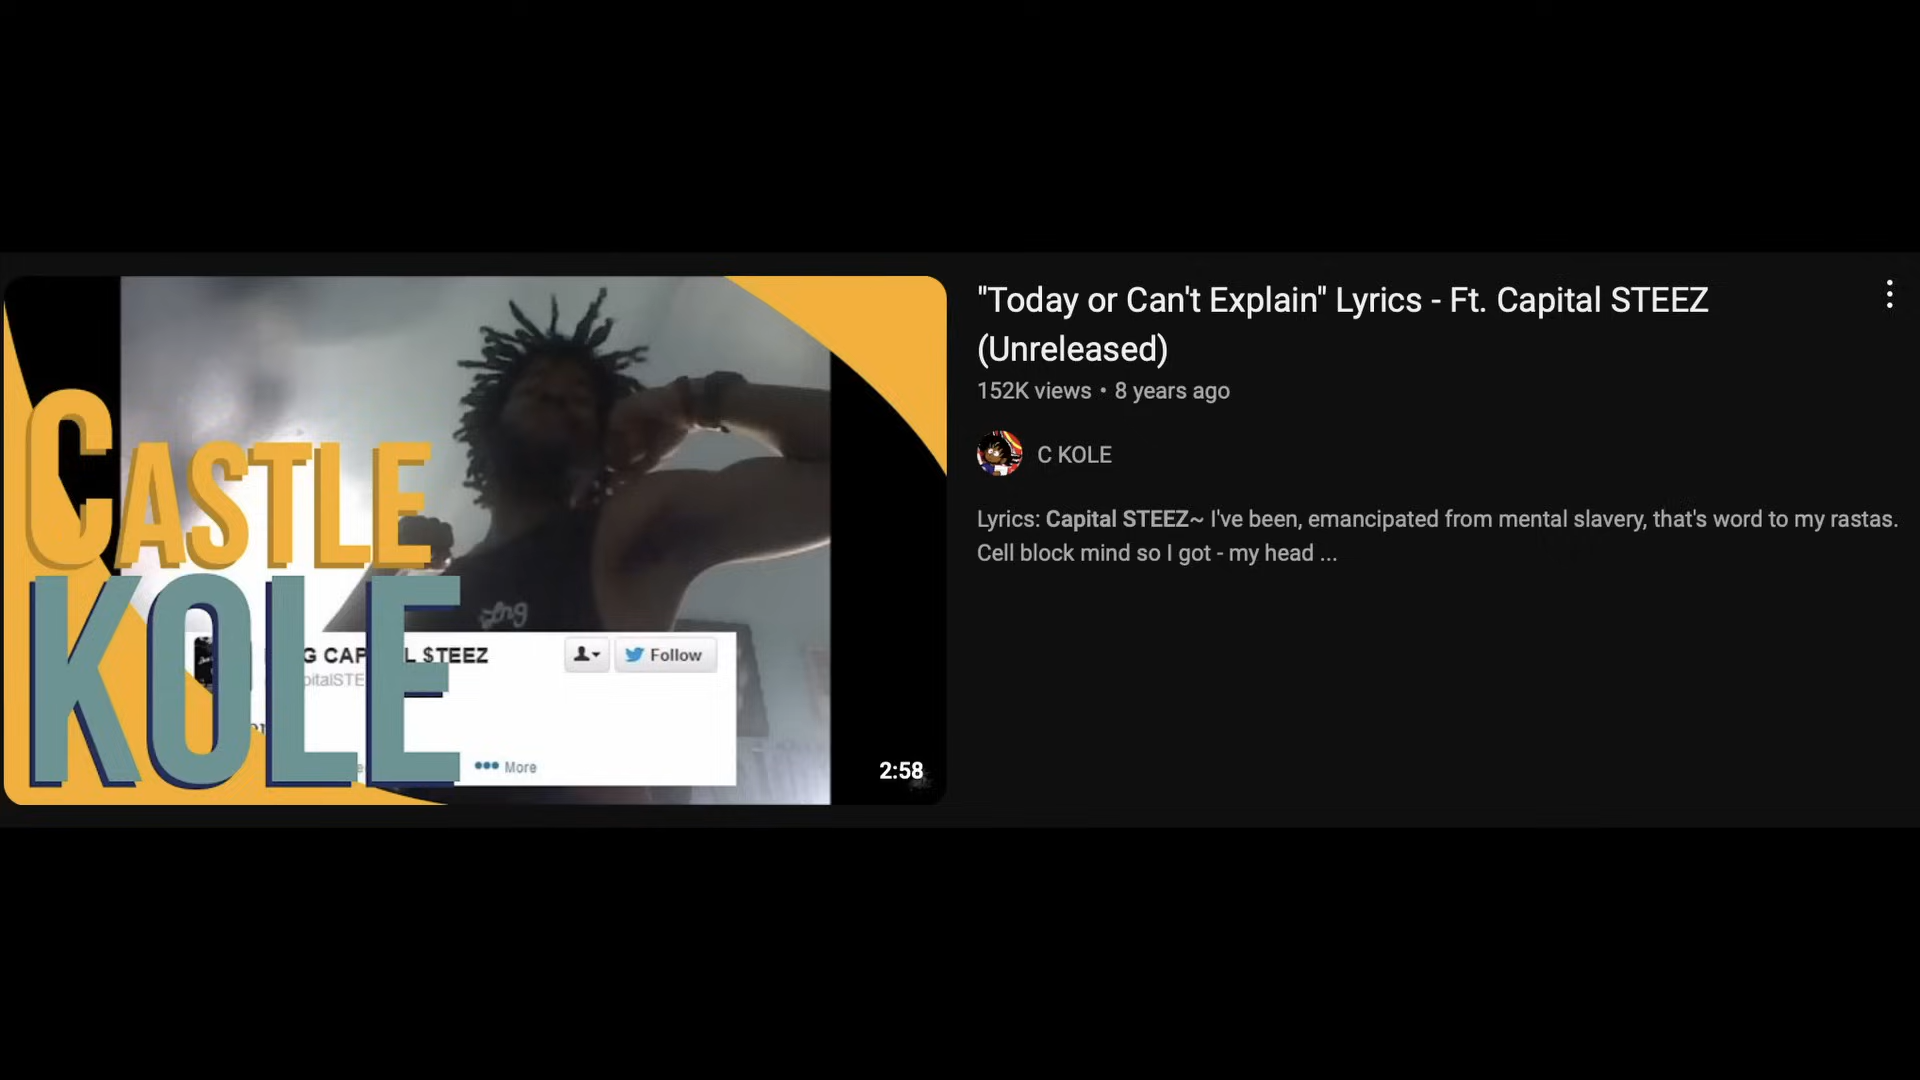 "Today or Can't Explain" Lyrics - Ft. Capital STEEZ
(Unreleased)
152K views • 8 years ago
C KOLE
Lyrics: Capital STEEZ~ I've been, emancipated from mental slavery, that's word to my rastas.
Cell block mind so I got - my head ...
CASTLE
KOLE
G CAP L $TEEZ
Follow
pitalSTE
••• More
2:58